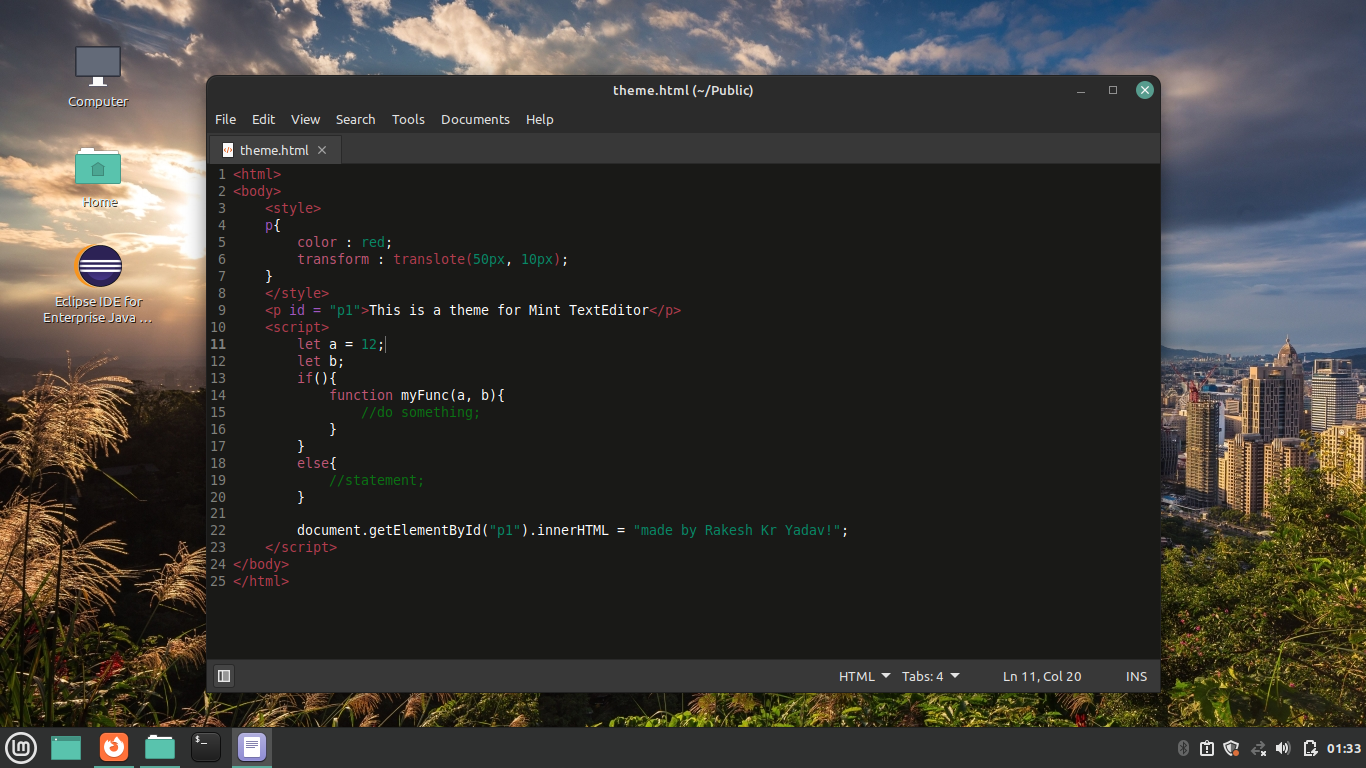 Computer
Home
Eclipse IDE for
Enterprise Java ...
theme.html (~/Public)
File Edit View Search Tools Documents Help
theme.html
1 <html>
2 <body>
3     <style>
4     p{
5         color : red;
6         transform : translote(50px, 10px);
7     }
8     </style>
9     <p id = "p1">This is a theme for Mint TextEditor</p>
10     <script>
11         let a = 12;
12         let b;
13         if(){
14             function myFunc(a, b){
15                 //do something;
16             }
17         }
18         else{
19             //statement;
20         }
21
22         document.getElementById("p1").innerHTML = "made by Rakesh Kr Yadav!";
23     </script>
24 </body>
25 </html>
HTML Tabs: 4 Ln 11, Col 20 INS
lm $_ 01:33